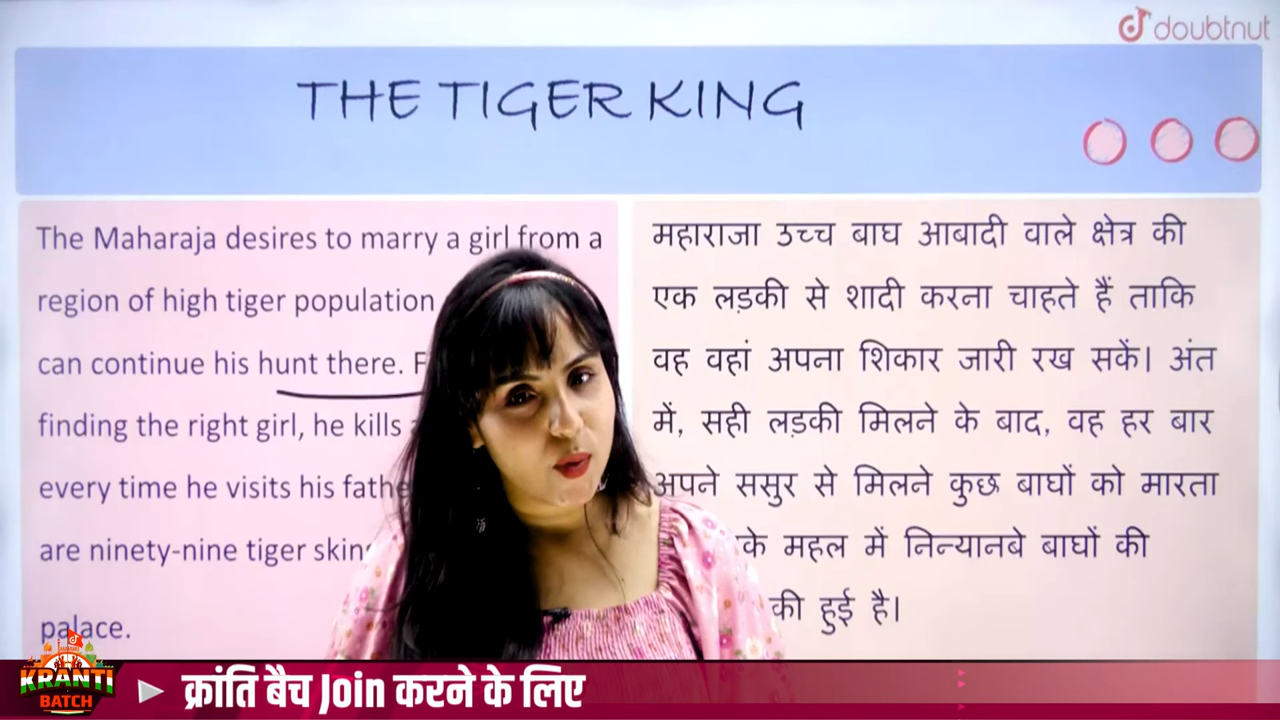 doubtnut
THE TIGER KING
The Maharaja desires to marry a girl from a
region of high tiger population
can continue his hunt there.
finding the right girl, he kills
every time he visits his
are ninety-nine tiger
palace.
महाराजा उच्च बाघ आबादी वाले क्षेत्र की
एक लड़की से शादी करना चाहते हैं ताकि
वह वहां अपना शिकार जारी रख सकें। अंत
में, सही लड़की मिलने के बाद, वह हर बार
अपने ससुर से मिलने कुछ बाघों को मारता
के महल में निन्यानबे बाघों की
की हुई है।
KRANTI
BATCH
क्रांति बैच Join करने के लिए